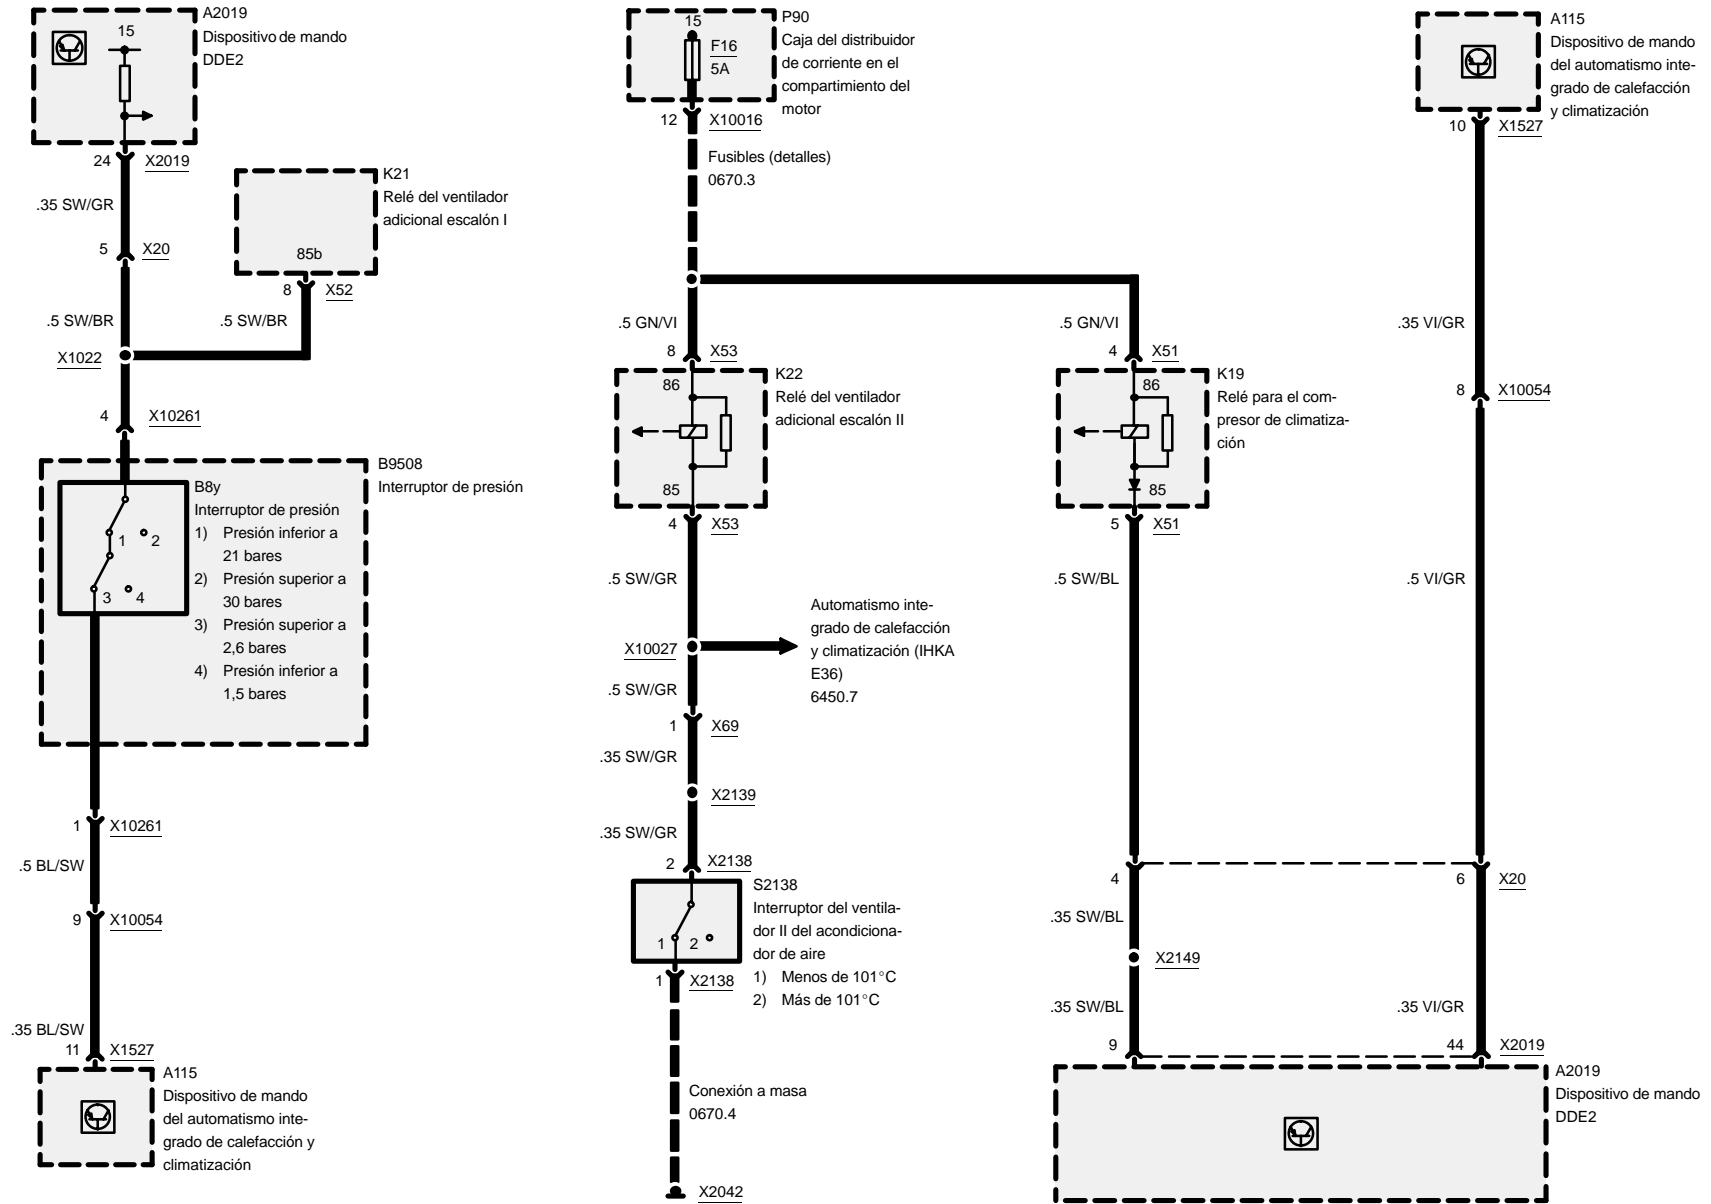 A2019
Dispositivo de mando
DDE2
15
24 X2019
.35 SW/GR
5 X20
.5 SW/BR
X1022
K21
Relé del ventilador
adicional escalón I
85b
8 X52
.5 SW/BR
4 X10261
B9508
Interruptor de presión
B8y
Interruptor de presión
1) Presión inferior a
21 bares
2) Presión superior a
30 bares
3) Presión superior a
2,6 bares
4) Presión inferior a
1,5 bares
1 2
3 4
1 X10261
.5 BL/SW
9 X10054
.35 BL/SW
11 X1527
A115
Dispositivo de mando
del automatismo inte-
grado de calefacción y
climatización
P90
Caja del distribuidor
de corriente en el
compartimiento del
motor
15
F16
5A
12 X10016
Fusibles (detalles)
0670.3
.5 GN/VI
8 X53
K22
Relé del ventilador
adicional escalón II
86
85
4 X53
.5 SW/GR
X10027
Automatismo inte-
grado de calefacción
y climatización (IHKA
E36)
6450.7
.5 SW/GR
1 X69
.35 SW/GR
X2139
.35 SW/GR
2 X2138
S2138
Interruptor del ventila-
dor II del acondiciona-
dor de aire
1) Menos de 101°C
2) Más de 101°C
1 2
1 X2138
Conexión a masa
0670.4
X2042
.5 GN/VI
4 X51
K19
Relé para el com-
presor de climatiza-
ción
86
85
5 X51
.5 SW/BL
4
.35 SW/BL
X2149
.35 SW/BL
9
A115
Dispositivo de mando
del automatismo inte-
grado de calefacción
y climatización
10 X1527
.35 VI/GR
8 X10054
.5 VI/GR
6 X20
.35 VI/GR
44 X2019
A2019
Dispositivo de mando
DDE2